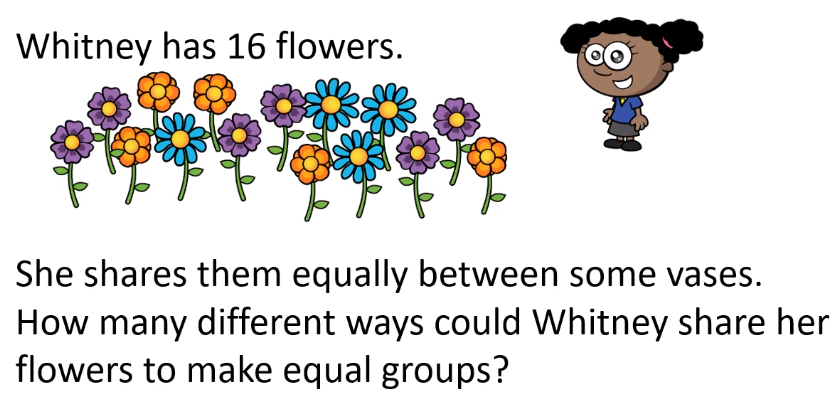 Whitney has 16 flowers.
She shares them equally between some vases.
How many different ways could Whitney share her
flowers to make equal groups?